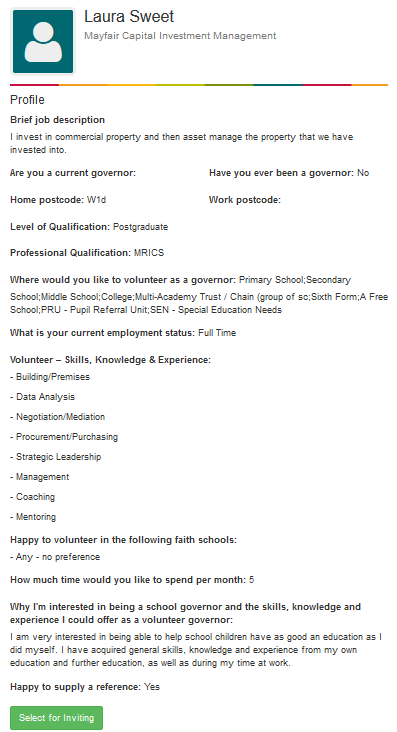 Laura Sweet
Mayfair Capital Investment Management
Profile
Brief job description
I invest in commercial property and then asset manage the property that we have
invested into.
Are you a current governor:
Have you ever been a governor: No
Home postcode: W1d
Work postcode:
Level of Qualification: Postgraduate
Professional Qualification: MRICS
Where would you like to volunteer as a governor: Primary School;Secondary
School;Middle School;College;Multi-Academy Trust / Chain (group of sc;Sixth Form;A Free
School;PRU - Pupil Referral Unit;SEN - Special Education Needs
What is your current employment status: Full Time
Volunteer – Skills, Knowledge & Experience:
- Building/Premises
- Data Analysis
- Negotiation/Mediation
- Procurement/Purchasing
- Strategic Leadership
- Management
- Coaching
- Mentoring
Happy to volunteer in the following faith schools:
- Any - no preference
How much time would you like to spend per month: 5
Why I'm interested in being a school governor and the skills, knowledge and
experience I could offer as a volunteer governor:
I am very interested in being able to help school children have as good an education as I
did myself. I have acquired general skills, knowledge and experience from my own
education and further education, as well as during my time at work.
Happy to supply a reference: Yes
Select for Inviting